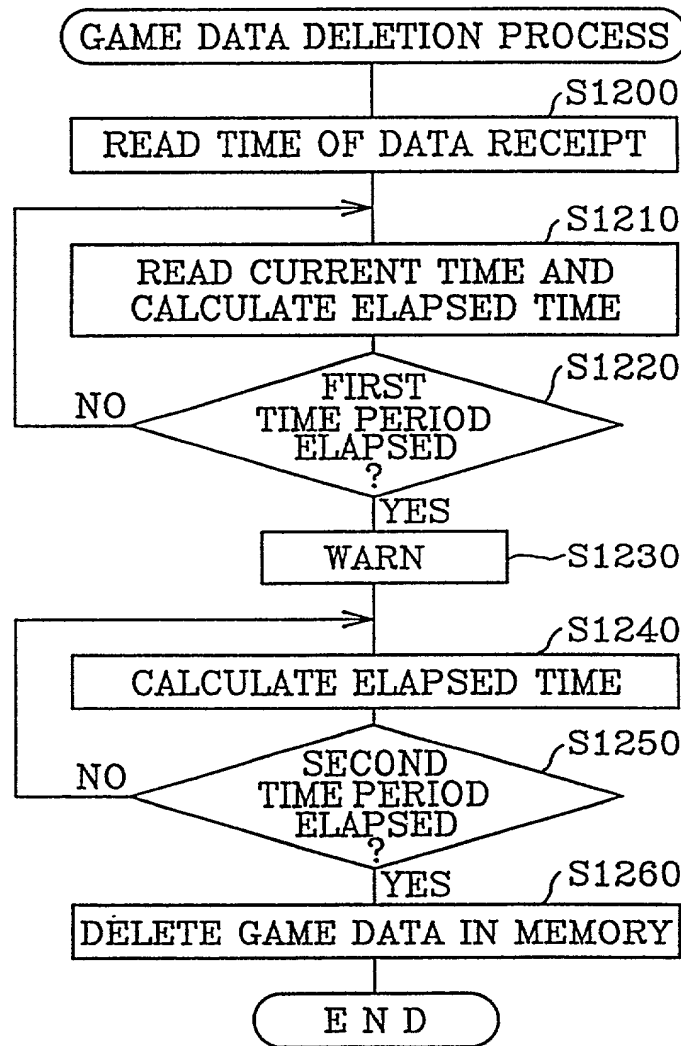 GAME DATA DELETION PROCESS
S1200
READ TIME OF DATA RECEIPT
S1210
READ CURRENT TIME AND
CALCULATE ELAPSED TIME
S1220
FIRST
TIME PERIOD
ELAPSED
?
NO
YES
WARN
S1230
S1240
CALCULATE ELAPSED TIME
S1250
SECOND
TIME PERIOD
ELAPSED
?
NO
YES
S1260
DELETE GAME DATA IN MEMORY
END